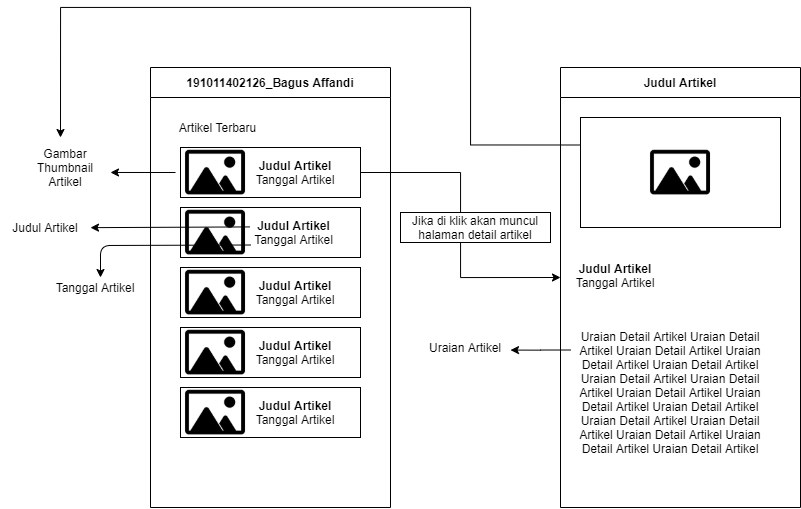 191011402126_Bagus Affandi
Judul Artikel
Artikel Terbaru
Gambar
Thumbnail
Artikel
Judul Artikel
Tanggal Artikel
Judul Artikel
Tanggal Artikel
Judul Artikel
Tanggal Artikel
Judul Artikel
Tanggal Artikel
Judul Artikel
Tanggal Artikel
Judul Artikel
Tanggal Artikel
Jika di klik akan muncul
halaman detail artikel
Judul Artikel
Tanggal Artikel
Uraian Artikel
Uraian Detail Artikel Uraian Detail
Artikel Uraian Detail Artikel Uraian
Detail Artikel Uraian Detail Artikel
Uraian Detail Artikel Uraian Detail
Artikel Uraian Detail Artikel Uraian
Detail Artikel Uraian Detail Artikel
Uraian Detail Artikel Uraian Detail
Artikel Uraian Detail Artikel Uraian
Detail Artikel Uraian Detail Artikel